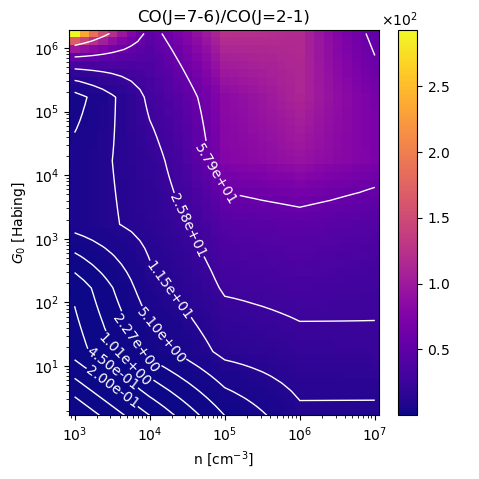 CO(J=7-6)/CO(J=2-1)
×10²
10⁶
10⁵
10⁴
10³
10²
10¹
G₀ [Habing]
5.79e+01
2.58e+01
1.15e+01
5.10e+00
2.27e+00
1.01e+00
4.50e-01
2.00e-01
10³
10⁴
10⁵
10⁶
10⁷
n [cm⁻³]
2.5
2.0
1.5
1.0
0.5